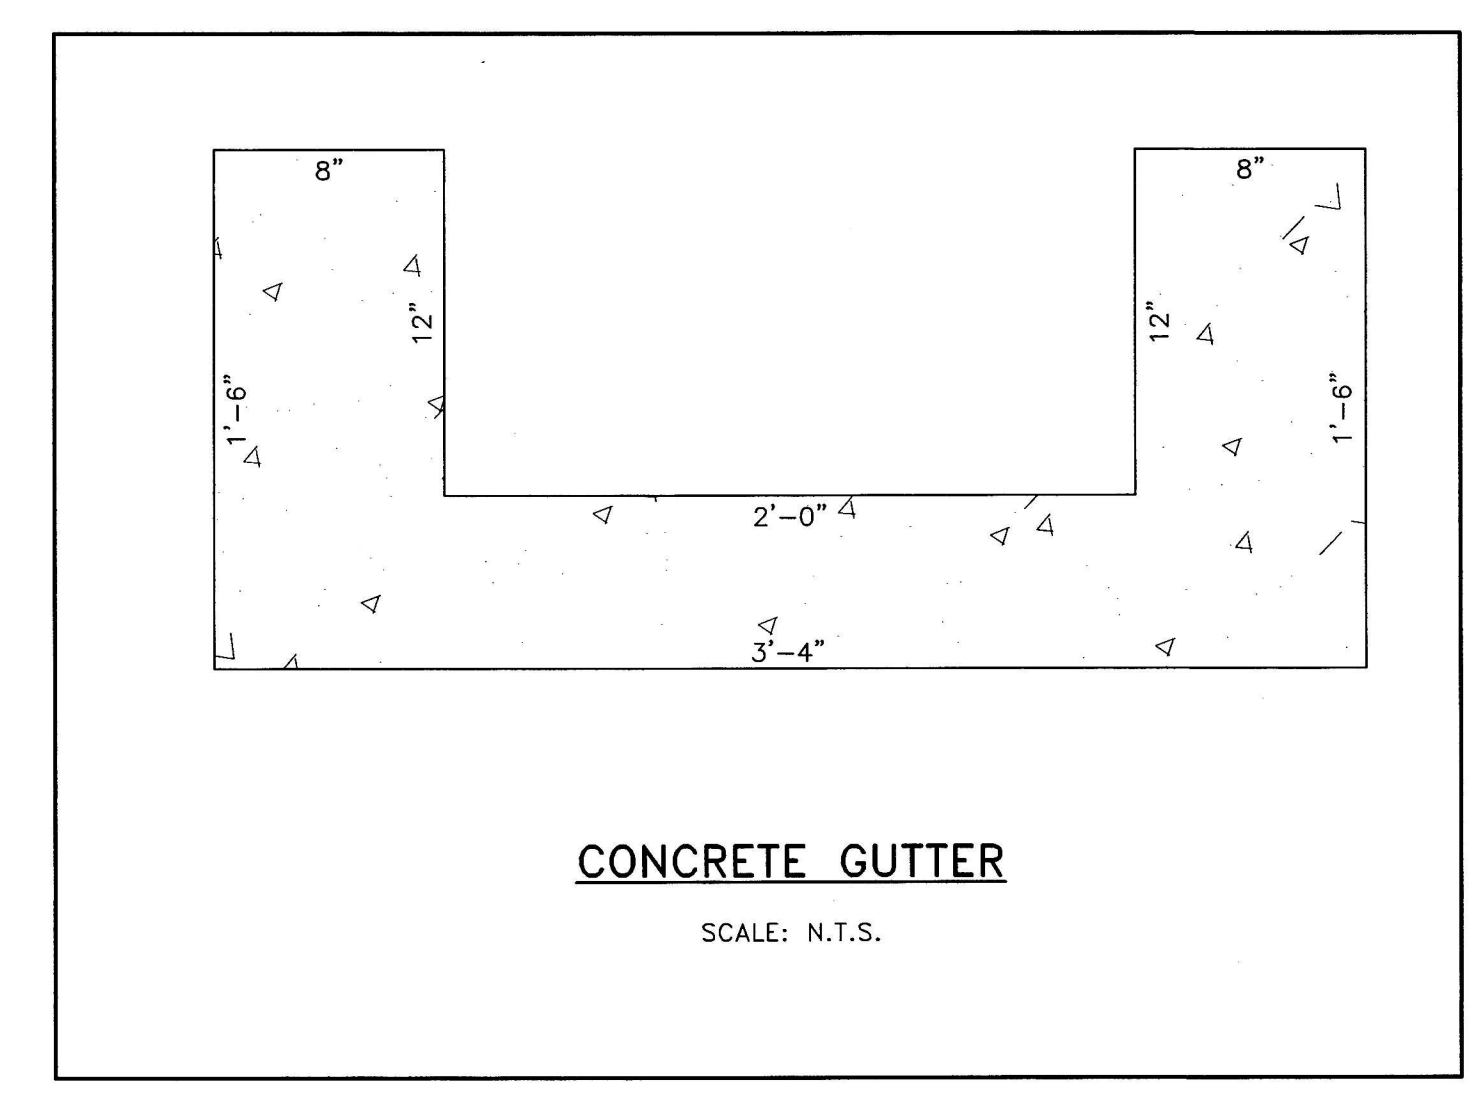 8” 8”
12” 12”
1’–6” 1’–6”
2’–0”
3’–4”
CONCRETE GUTTER
SCALE: N.T.S.